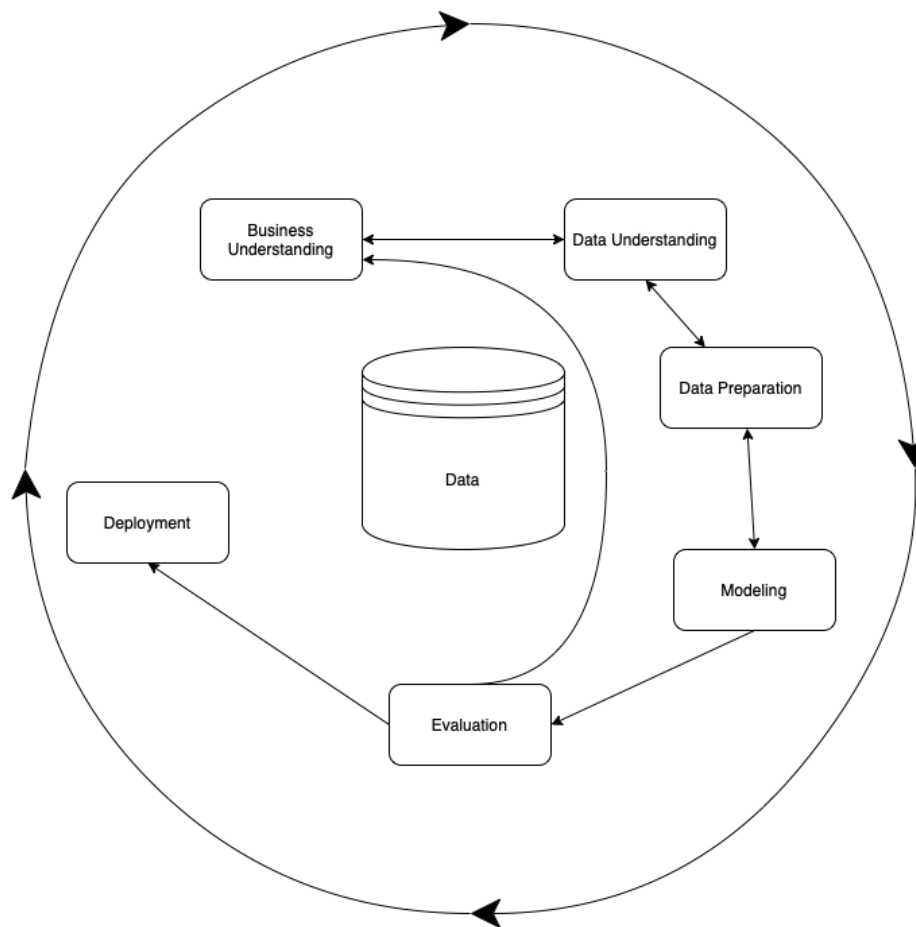 Business
Understanding
Data Understanding
Data Preparation
Data
Deployment
Modeling
Evaluation